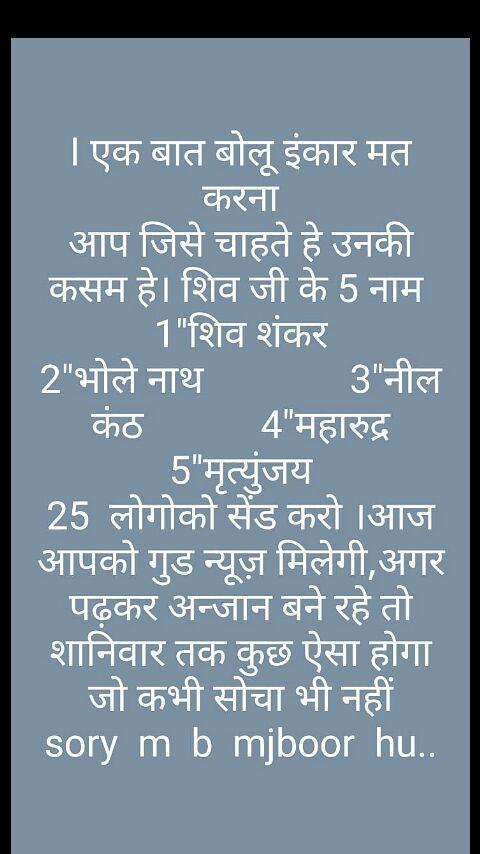 l एक बात बोलू इंकार मत
करना
आप जिसे चाहते हे उनकी
कसम हे। शिव जी के 5 नाम
1"शिव शंकर
2"भोले नाथ 3"नील
कंठ 4"महारुद्र
5"मृत्युंजय
25 लोगोको सेंड करो ।आज
आपको गुड न्यूज़ मिलेगी,अगर
पढ़कर अन्जान बने रहे तो
शानिवार तक कुछ ऐसा होगा
जो कभी सोचा भी नहीं
sory m b mjboor hu..